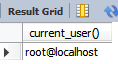 Result Grid
current_user()
root@localhost